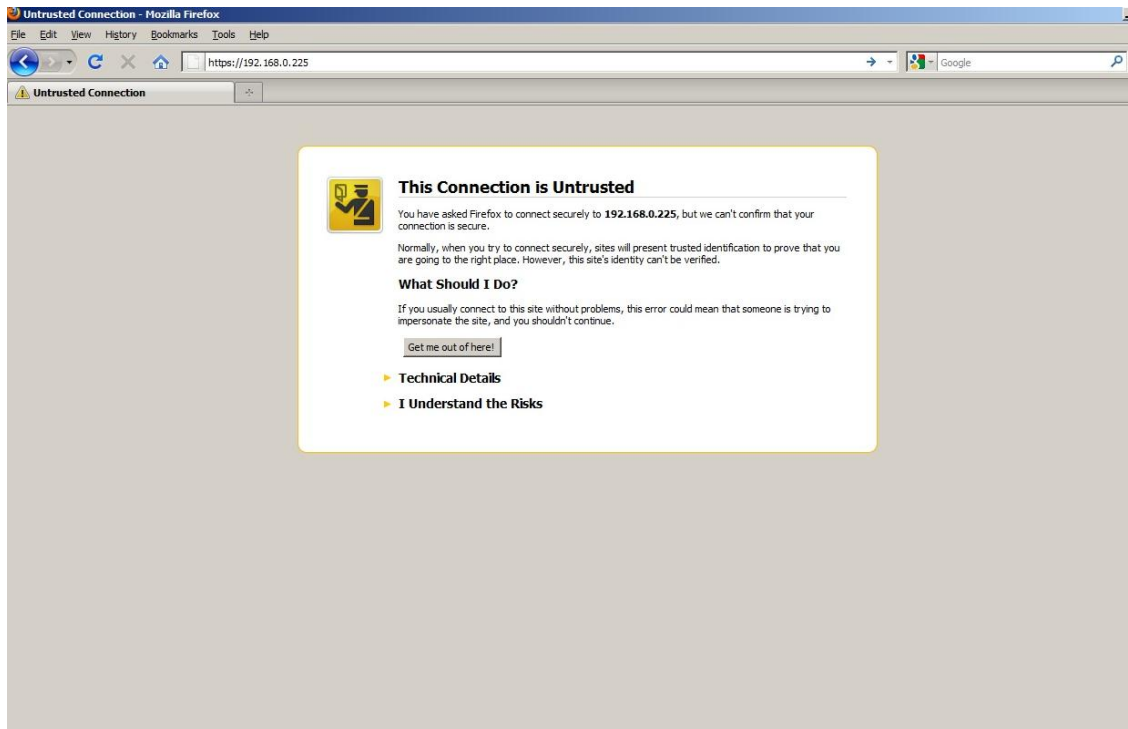 Untrusted Connection - Mozilla Firefox
File Edit View History Bookmarks Tools Help
https://192.168.0.225
Google
Untrusted Connection
This Connection is Untrusted
You have asked Firefox to connect securely to 192.168.0.225, but we can't confirm that your
connection is secure.
Normally, when you try to connect securely, sites will present trusted identification to prove that you
are going to the right place. However, this site's identity can't be verified.
What Should I Do?
If you usually connect to this site without problems, this error could mean that someone is trying to
impersonate the site, and you shouldn't continue.
Get me out of here!
Technical Details
I Understand the Risks